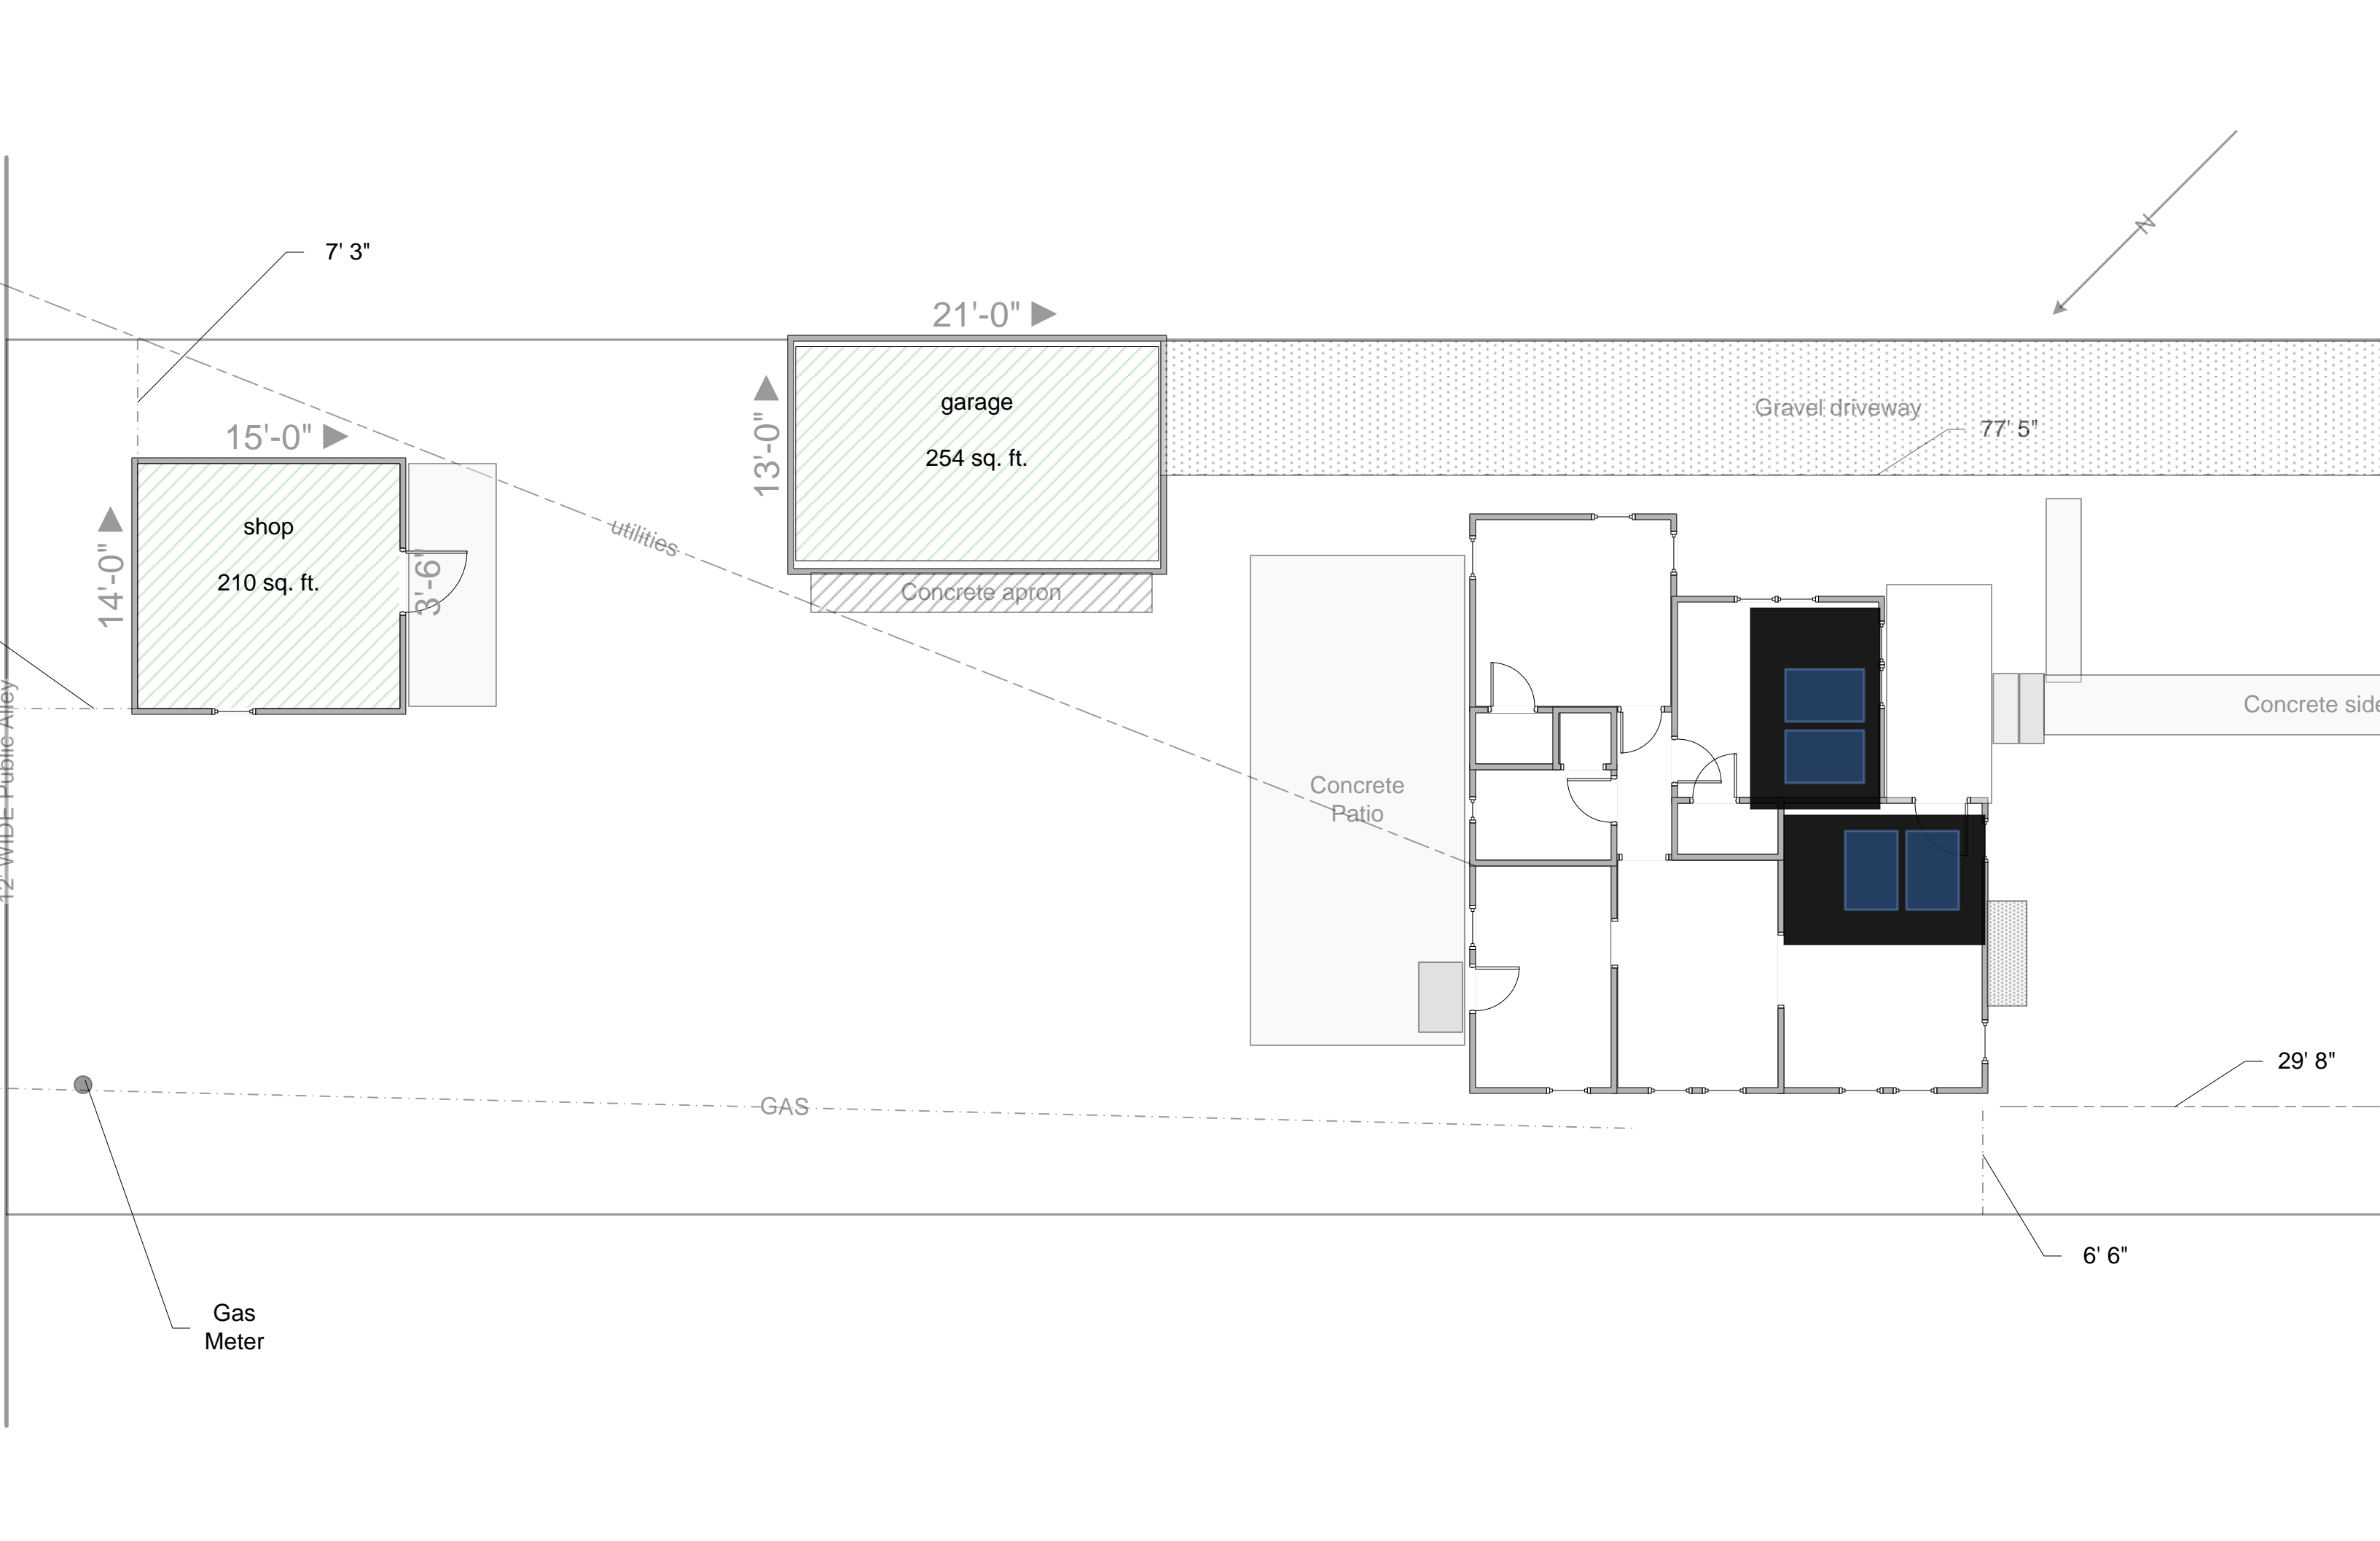 N
7' 3"
21'-0"
garage
254 sq. ft.
13'-0"
Gravel driveway
77' 5"
15'-0"
shop
210 sq. ft.
14'-0"
3'-6"
utilities
Concrete apron
Concrete side
Concrete
Patio
12' WIDE Public Alley
29' 8"
GAS
6' 6"
Gas
Meter